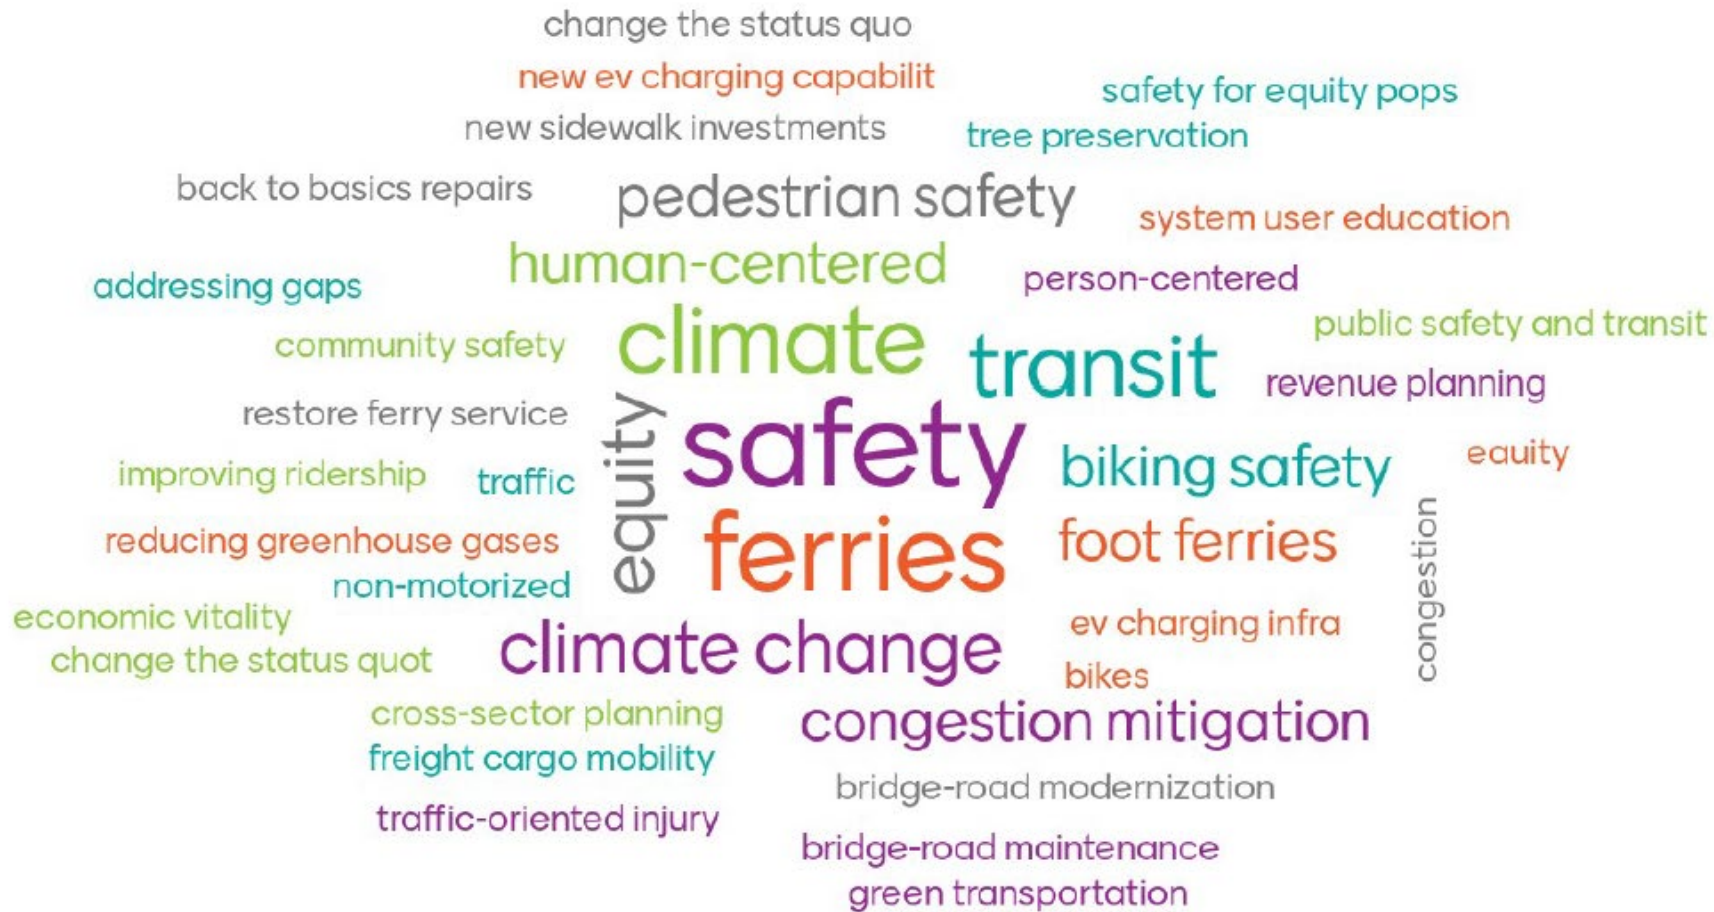 change the status quo
new ev charging capabilit
safety for equity pops
new sidewalk investments
tree preservation
back to basics repairs
pedestrian safety
system user education
human-centered
person-centered
addressing gaps
climate
public safety and transit
community safety
transit
revenue planning
restore ferry service
equity
safety
biking safety
eauity
improving ridership
traffic
reducing greenhouse gases
ferries
foot ferries
congestion
non-motorized
economic vitality
ev charging infra
change the status quot
climate change
bikes
cross-sector planning
congestion mitigation
freight cargo mobility
bridge-road modernization
traffic-oriented injury
bridge-road maintenance
green transportation